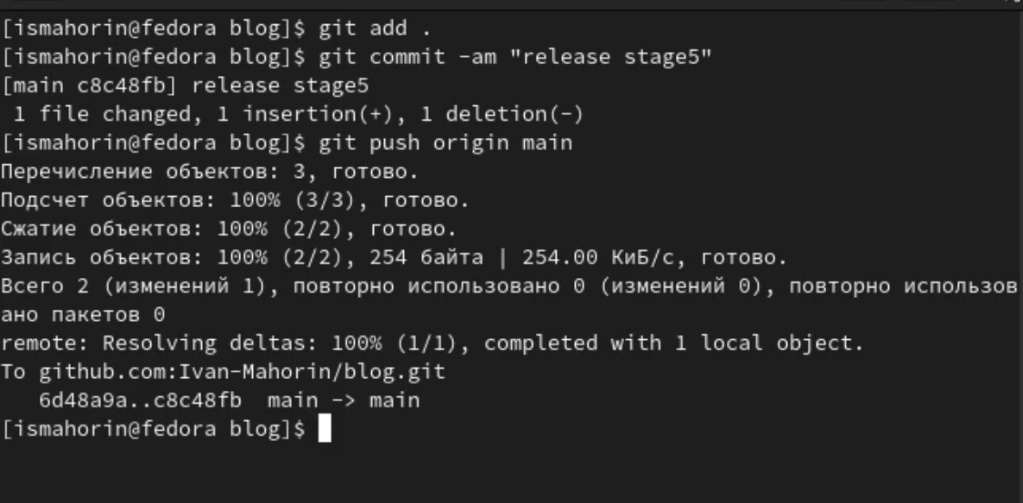 [ismahorin@fedora blog]$ git add .
[ismahorin@fedora blog]$ git commit -am "release stage5"
[main c8c48fb] release stage5
 1 file changed, 1 insertion(+), 1 deletion(-)
[ismahorin@fedora blog]$ git push origin main
Перечисление объектов: 3, готово.
Подсчет объектов: 100% (3/3), готово.
Сжатие объектов: 100% (2/2), готово.
Запись объектов: 100% (2/2), 254 байта | 254.00 КиБ/с, готово.
Всего 2 (изменений 1), повторно использовано 0 (изменений 0), повторно использов
ано пакетов 0
remote: Resolving deltas: 100% (1/1), completed with 1 local object.
To github.com:Ivan-Mahorin/blog.git
   6d48a9a..c8c48fb  main -> main
[ismahorin@fedora blog]$